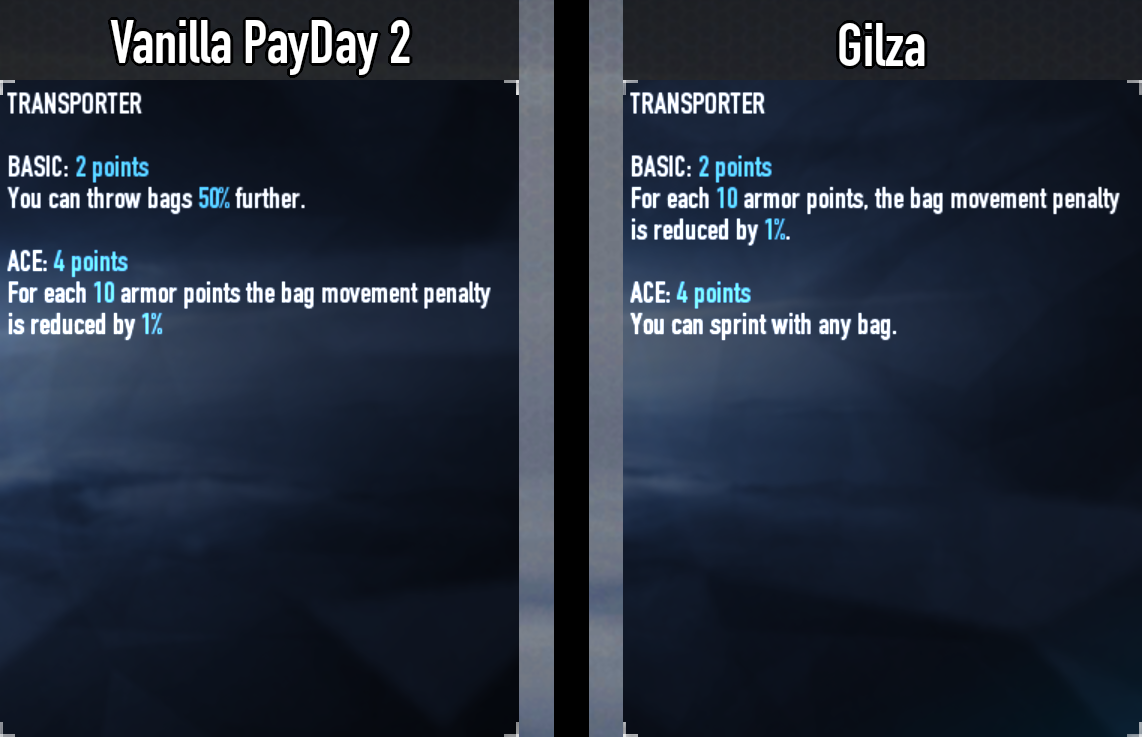 Vanilla PayDay 2
TRANSPORTER
BASIC: 2 points
You can throw bags 50% further.
ACE: 4 points
For each 10 armor points the bag movement penalty
is reduced by 1%
Gilza
TRANSPORTER
BASIC: 2 points
For each 10 armor points, the bag movement penalty
is reduced by 1%.
ACE: 4 points
You can sprint with any bag.